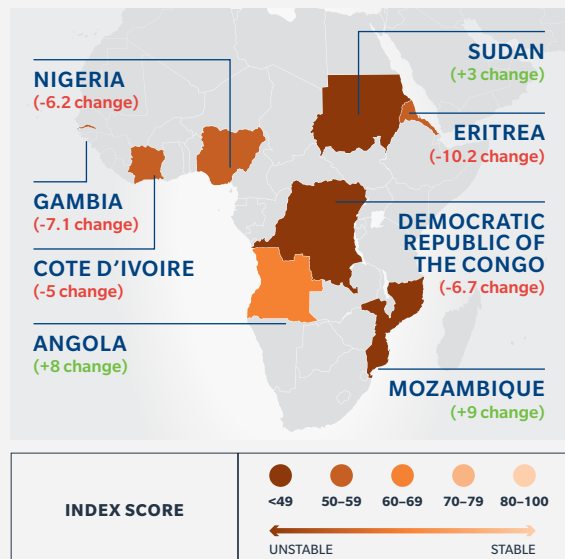 NIGERIA
(-6.2 change)
GAMBIA
(-7.1 change)
COTE D'IVOIRE
(-5 change)
ANGOLA
(+8 change)
SUDAN
(+3 change)
ERITREA
(-10.2 change)
DEMOCRATIC
REPUBLIC OF
THE CONGO
(-6.7 change)
MOZAMBIQUE
(+9 change)
INDEX SCORE
<49 50–59 60–69 70–79 80–100
UNSTABLE STABLE